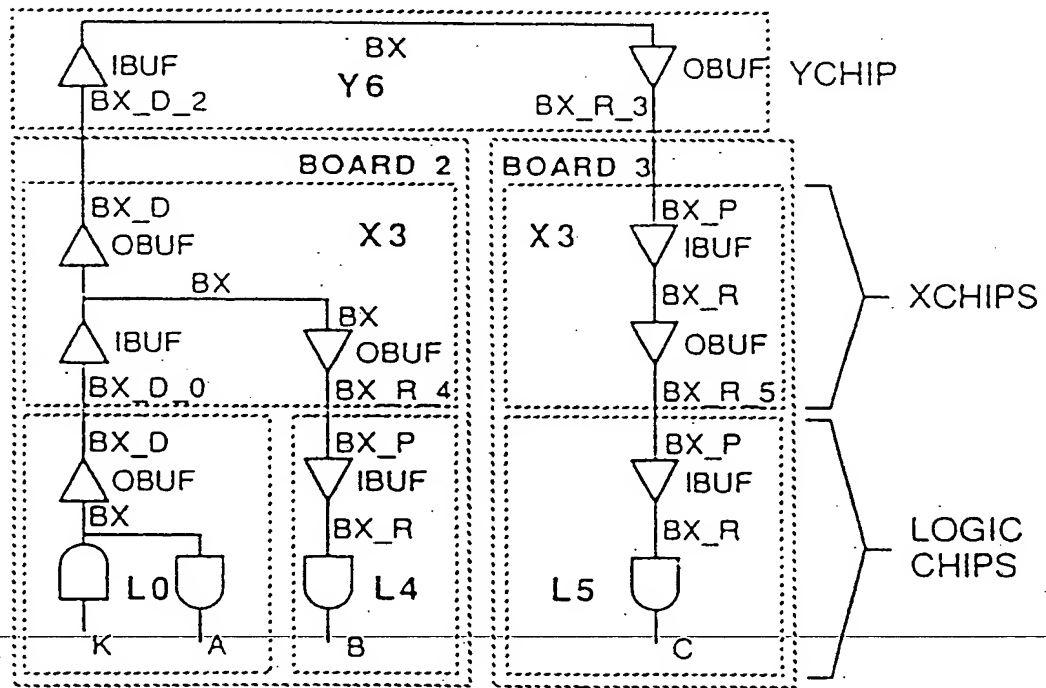 BX
IBUF
OBUF
YCHIP
Y6
BX_D_2
BX_R_3
BOARD 2
BOARD 3
BX_D
BX_P
OBUF
X3
X3
IBUF
BX
BX_R
XCHIPS
BX
IBUF
OBUF
OBUF
BX_D_0
BX_R_4
BX_R_5
BX_D
BX_P
BX_P
OBUF
IBUF
IBUF
BX
BX_R
BX_R
LOGIC
CHIPS
L0
L4
L5
K
A
B
C